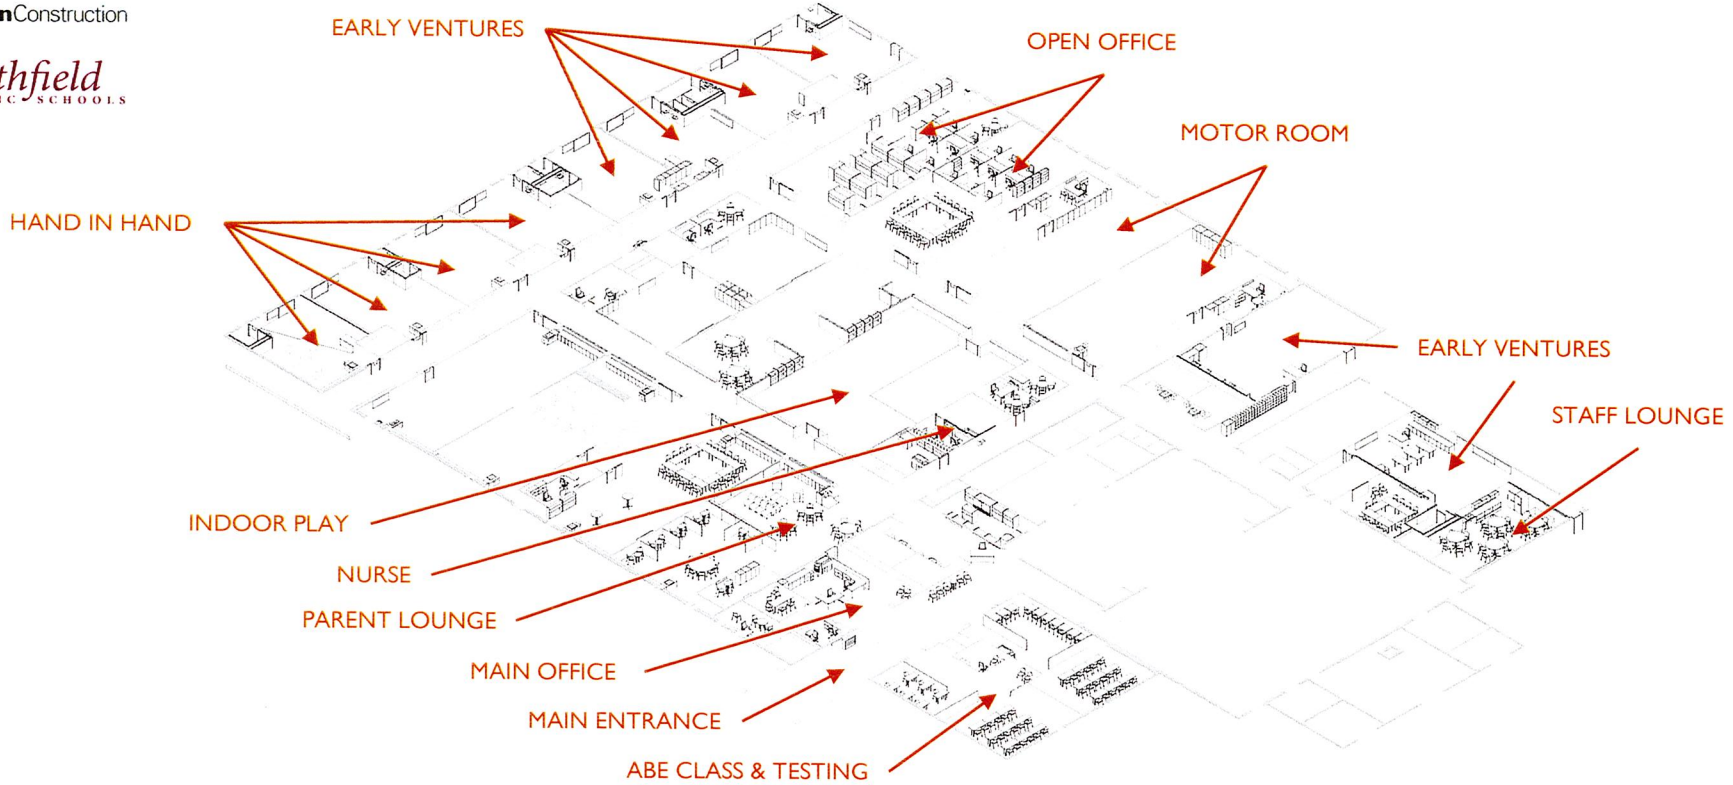 nConstruction
thfield
IC SCHOOLS
EARLY VENTURES
OPEN OFFICE
MOTOR ROOM
HAND IN HAND
EARLY VENTURES
STAFF LOUNGE
INDOOR PLAY
NURSE
PARENT LOUNGE
MAIN OFFICE
MAIN ENTRANCE
ABE CLASS & TESTING